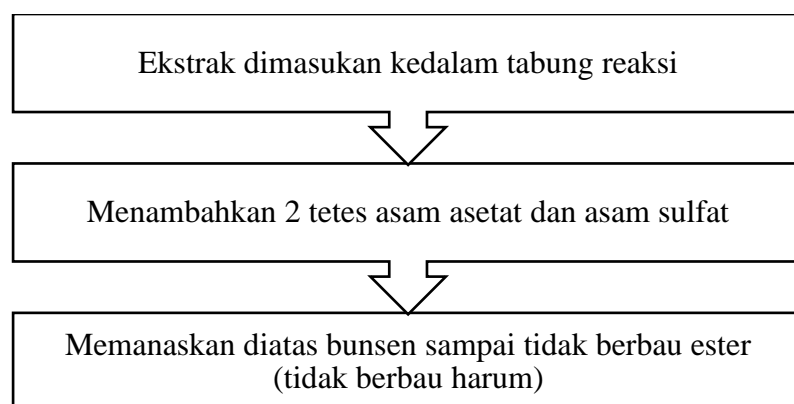 Ekstrak dimasukan kedalam tabung reaksi
Menambahkan 2 tetes asam asetat dan asam sulfat
Memanaskan diatas bunsen sampai tidak berbau ester
(tidak berbau harum)